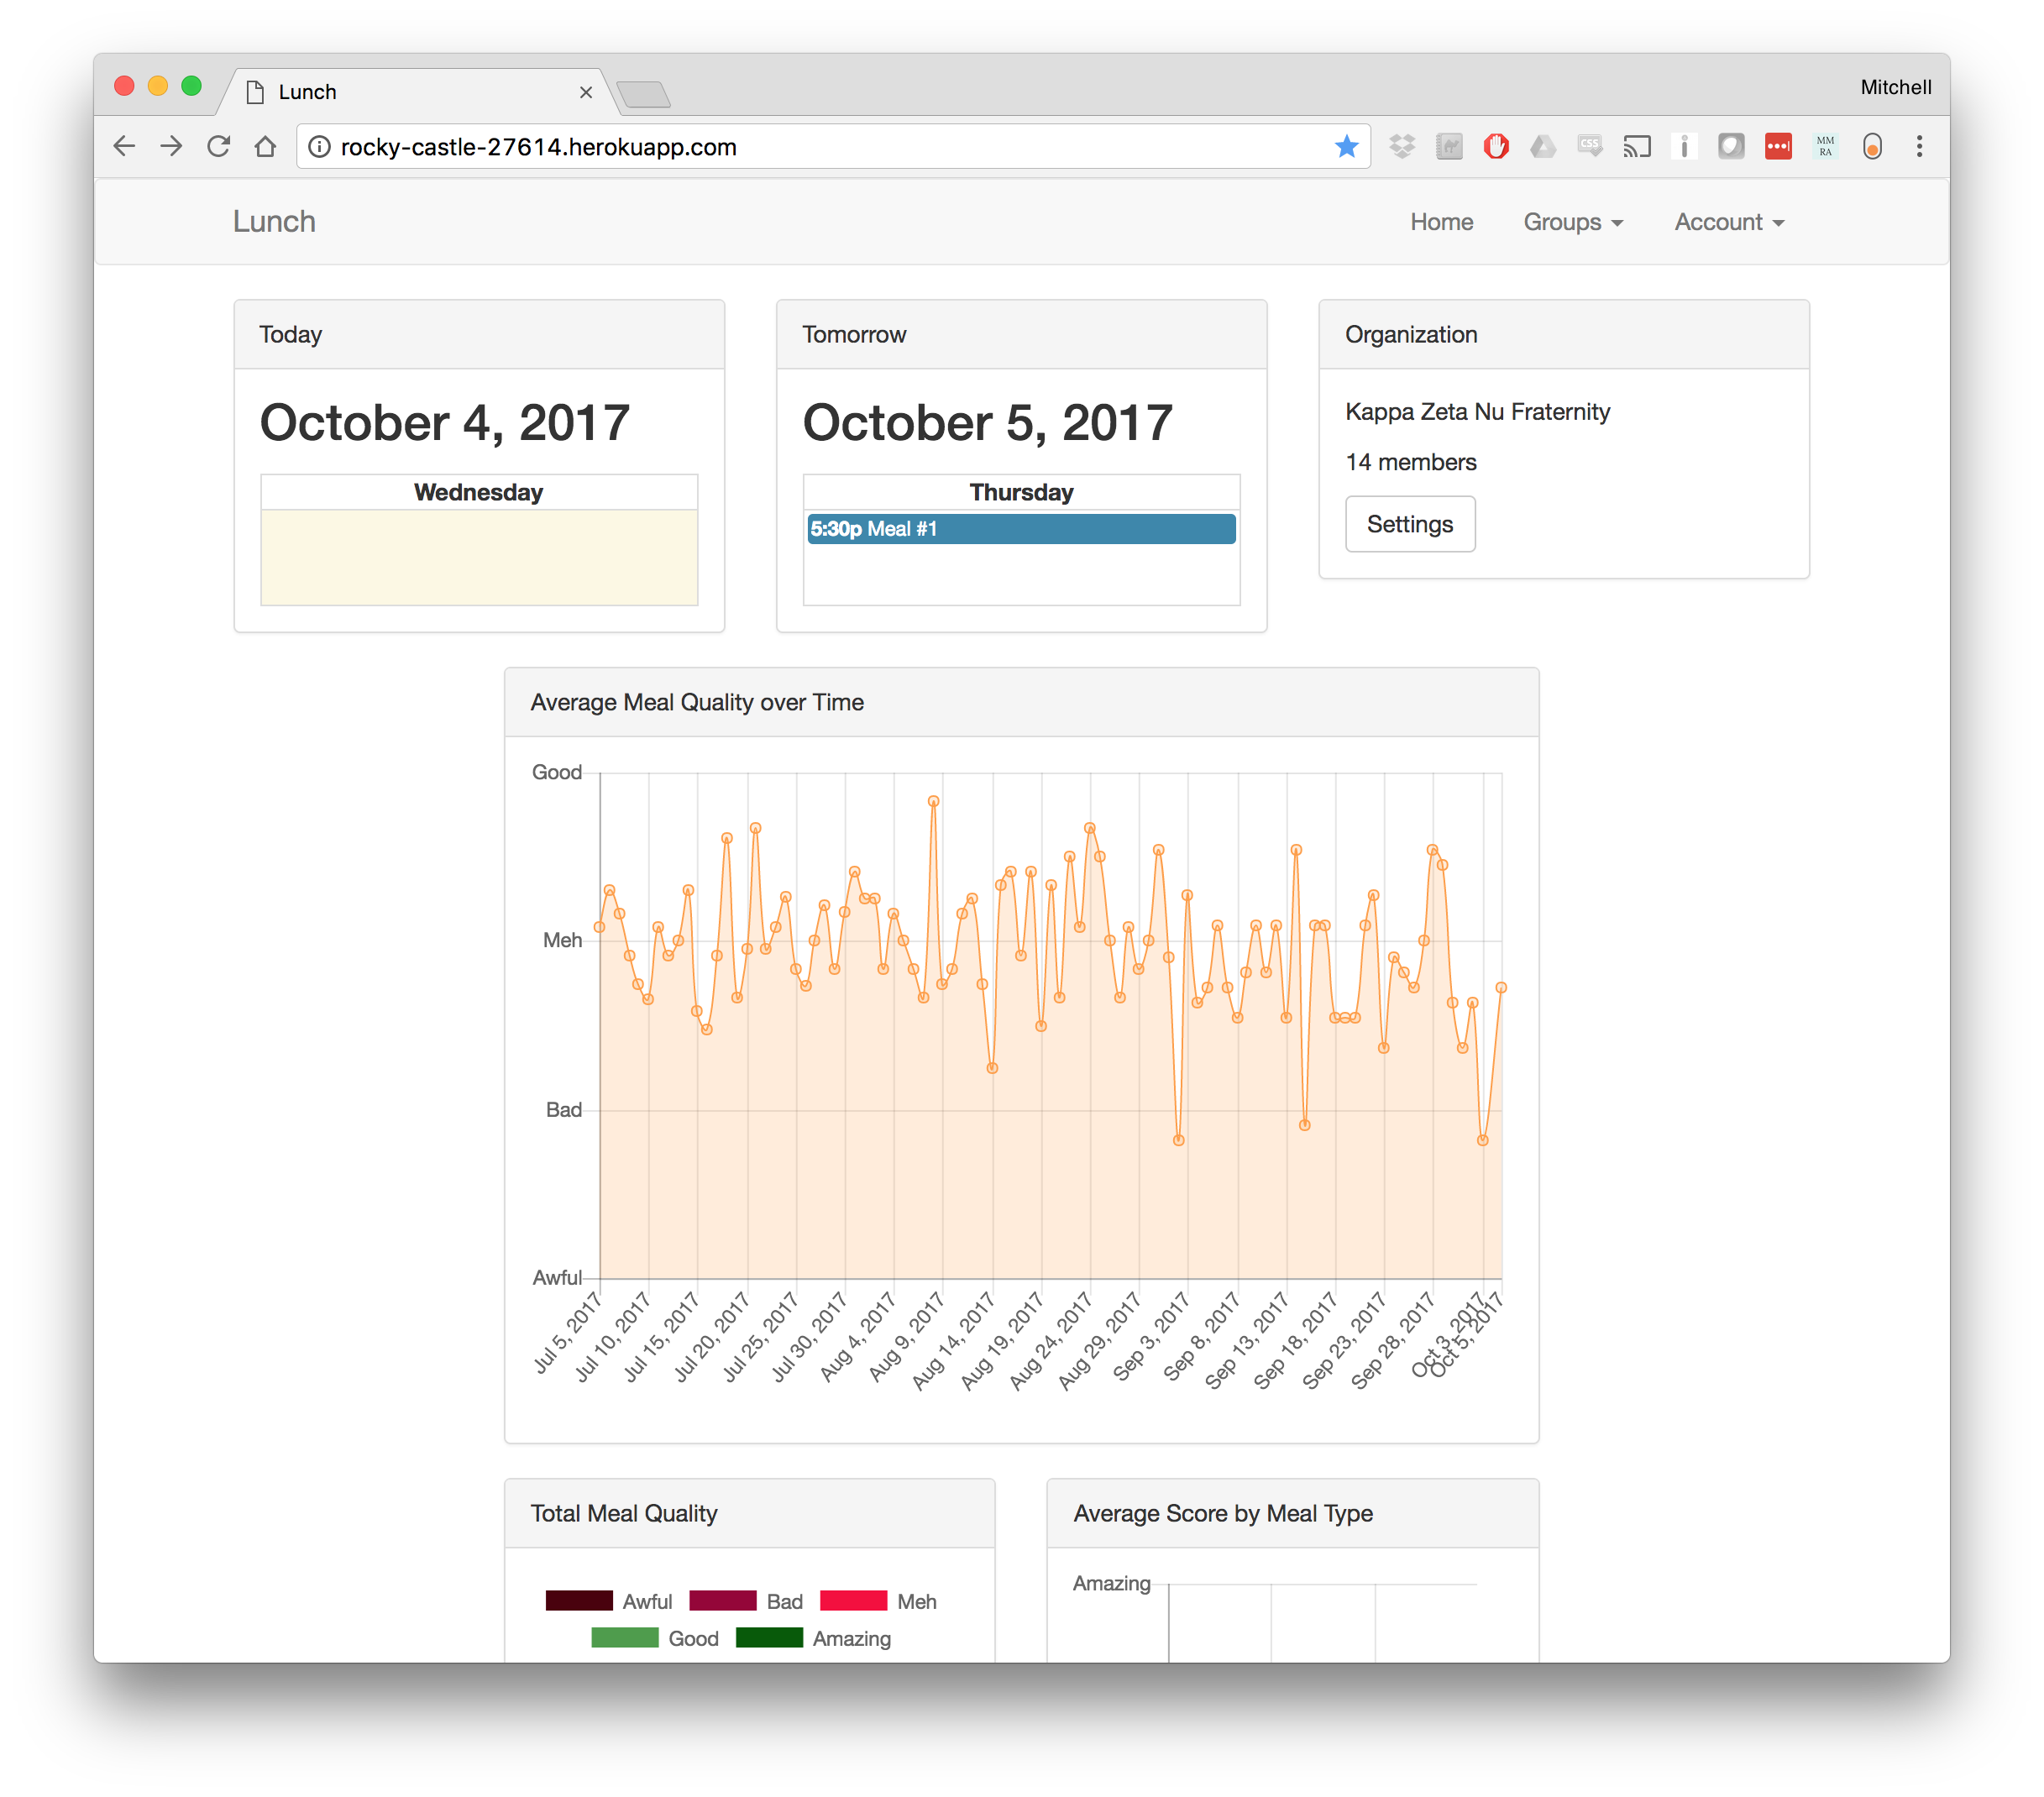 Lunch
Mitchell
rocky-castle-27614.herokuapp.com
CSS
MM
RA
Lunch
Home Groups Account
Today
October 4, 2017
Wednesday
Tomorrow
October 5, 2017
Thursday
5:30p Meal #1
Organization
Kappa Zeta Nu Fraternity
14 members
Settings
Average Meal Quality over Time
Good
Meh
Bad
Awful
Jul 5, 2017
Jul 10, 2017
Jul 15, 2017
Jul 20, 2017
Jul 25, 2017
Jul 30, 2017
Aug 4, 2017
Aug 9, 2017
Aug 14, 2017
Aug 19, 2017
Aug 24, 2017
Aug 29, 2017
Sep 3, 2017
Sep 8, 2017
Sep 13, 2017
Sep 18, 2017
Sep 23, 2017
Sep 28, 2017
Oct 3, 2017
Oct 5, 2017
Total Meal Quality
Awful Bad Meh
Good Amazing
Average Score by Meal Type
Amazing